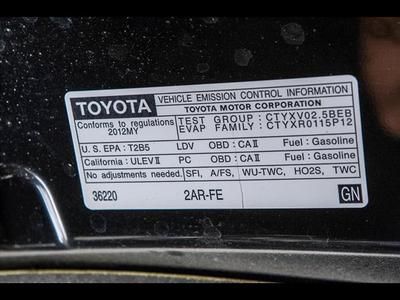 TOYOTA VEHICLE EMISSION CONTROL INFORMATION
TOYOTA MOTOR CORPORATION
Conforms to regulations 2012MY
TEST GROUP : CTYXV02.5BEB
EVAP FAMILY : CTYXR0115P12
U. S. EPA : T2B5 LDV OBD : CAⅡ Fuel : Gasoline
California : ULEVⅡ PC OBD : CAⅡ Fuel : Gasoline
No adjustments needed. SFI, A/FS, WU-TWC, HO2S, TWC
36220 2AR-FE GN